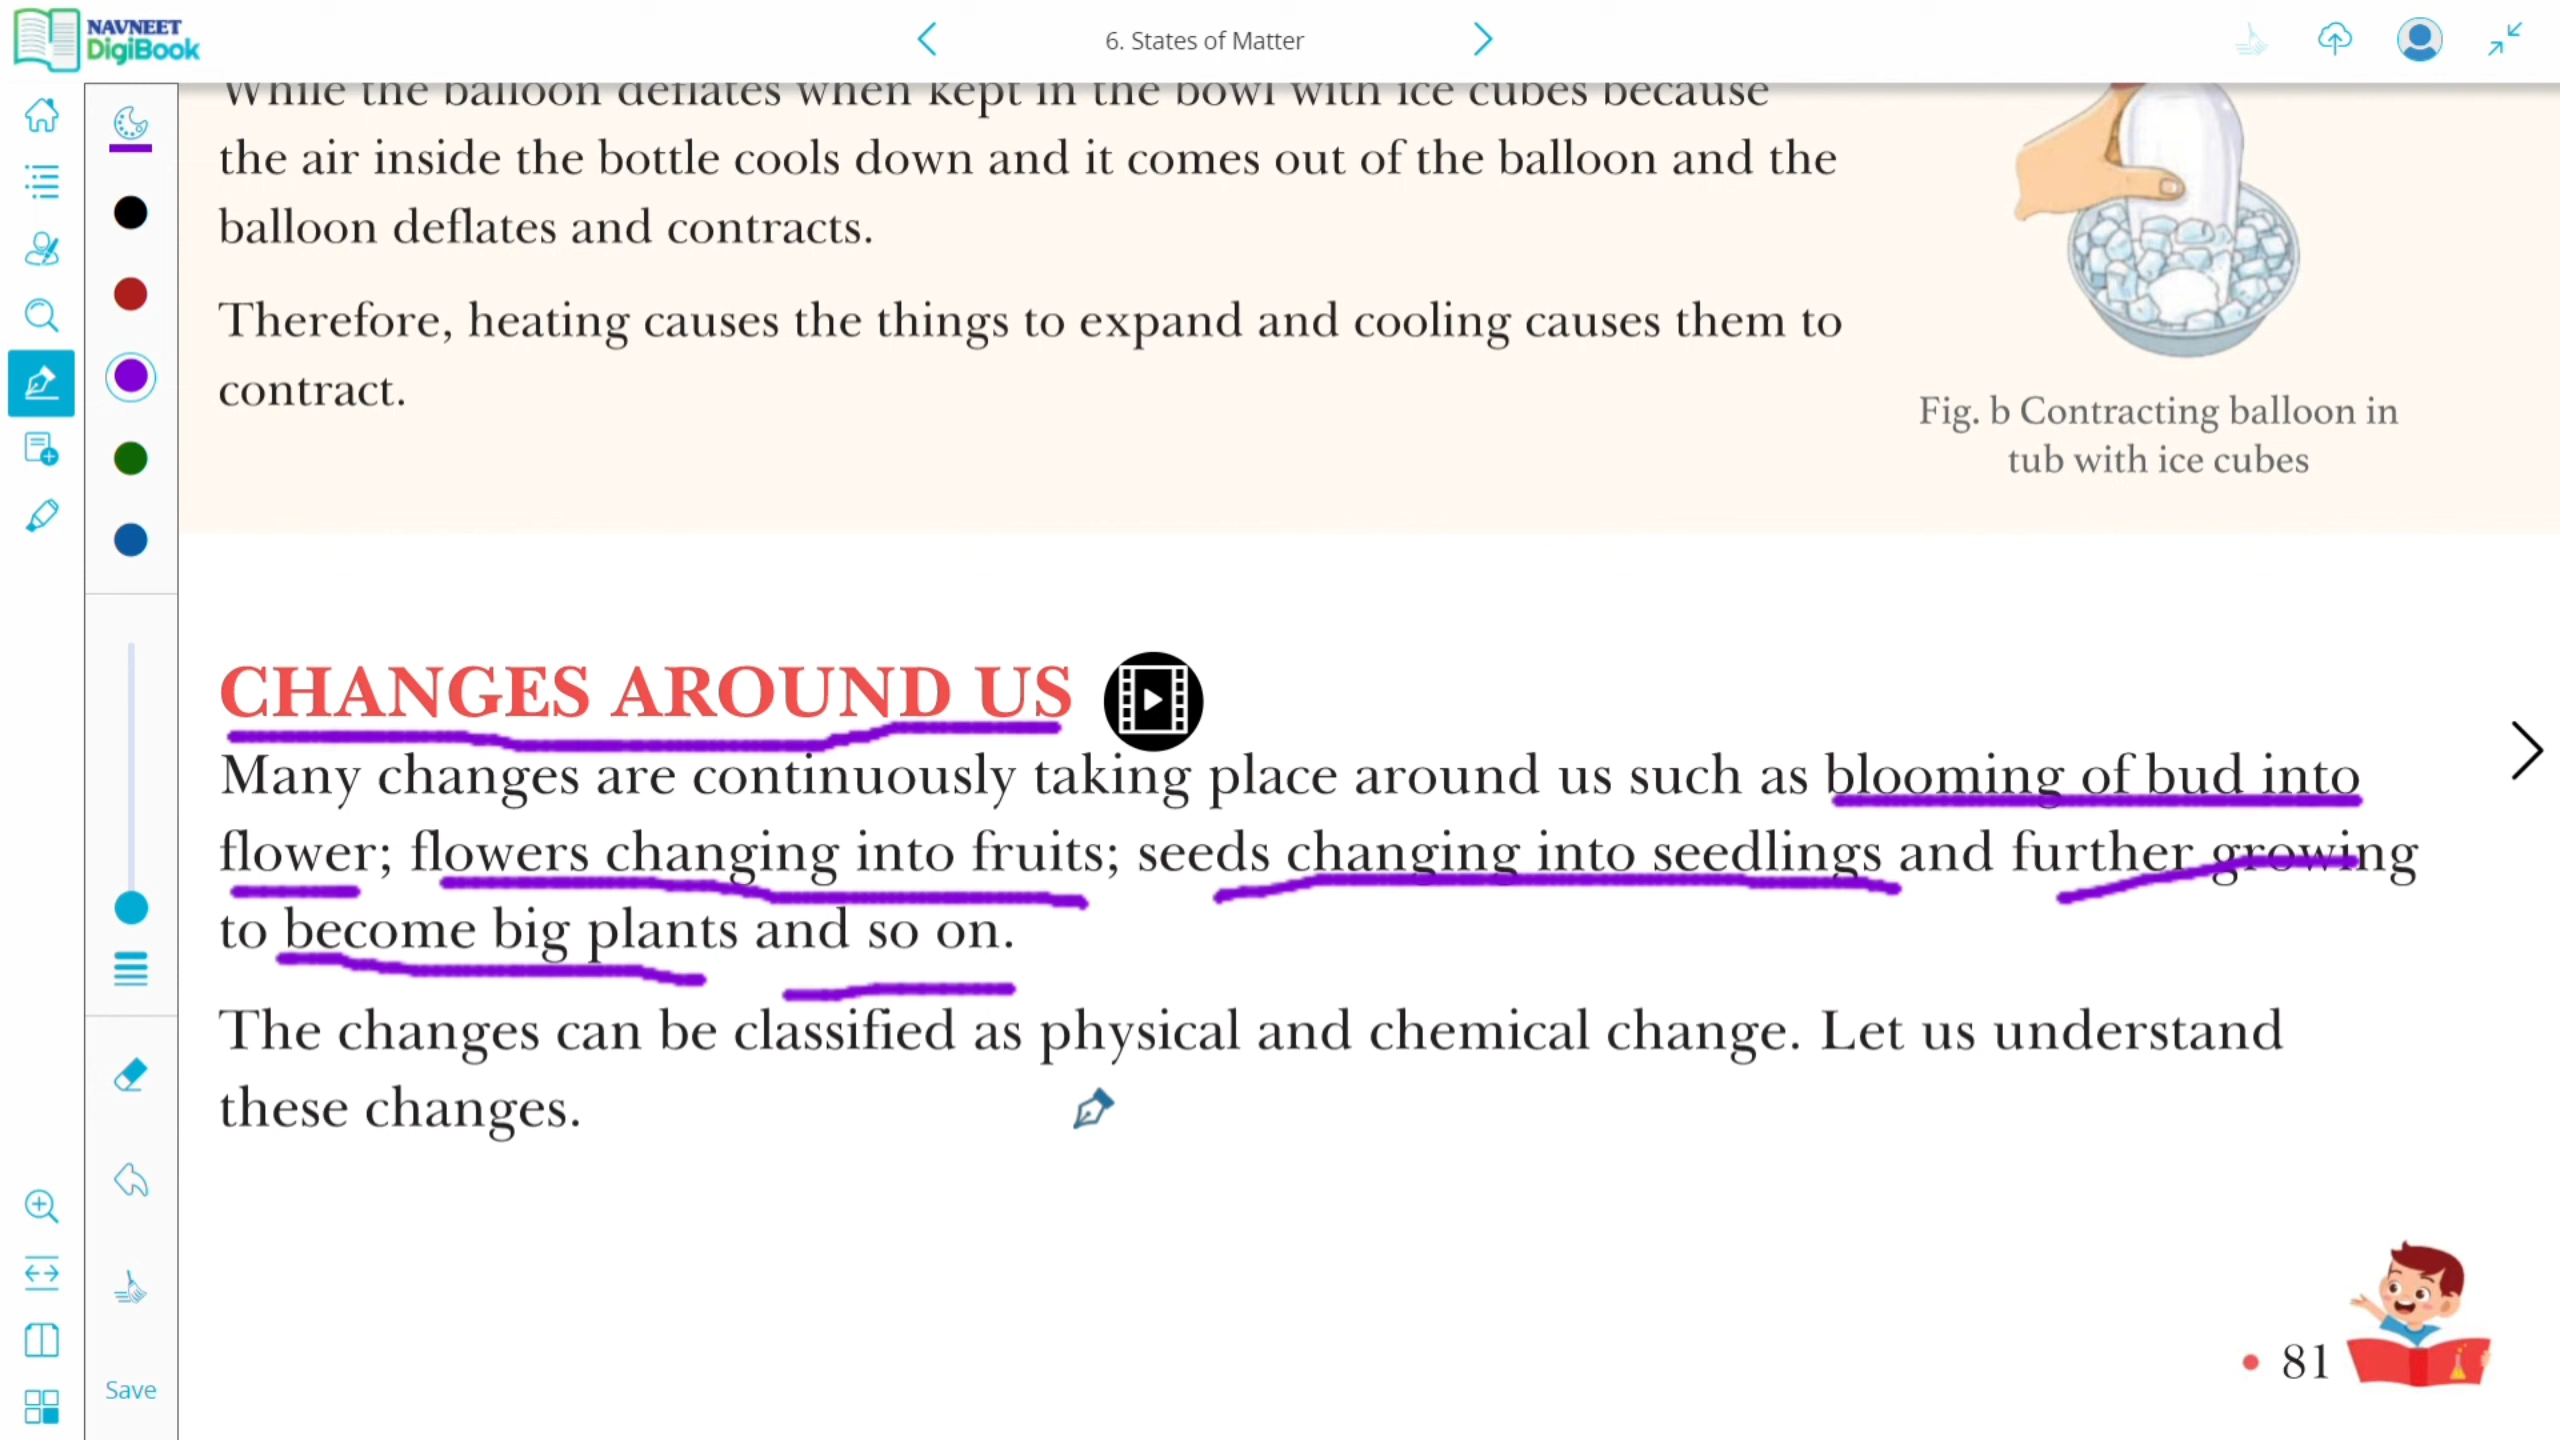 NAVNEET
DigiBook
6. States of Matter
While the balloon deflates when kept in the bowl with ice cubes because
the air inside the bottle cools down and it comes out of the balloon and the
balloon deflates and contracts.
Therefore, heating causes the things to expand and cooling causes them to
contract.
Fig. b Contracting balloon in
tub with ice cubes
CHANGES AROUND US
Many changes are continuously taking place around us such as blooming of bud into
flower; flowers changing into fruits; seeds changing into seedlings and further growing
to become big plants and so on.
The changes can be classified as physical and chemical change. Let us understand
these changes.
Save
• 81